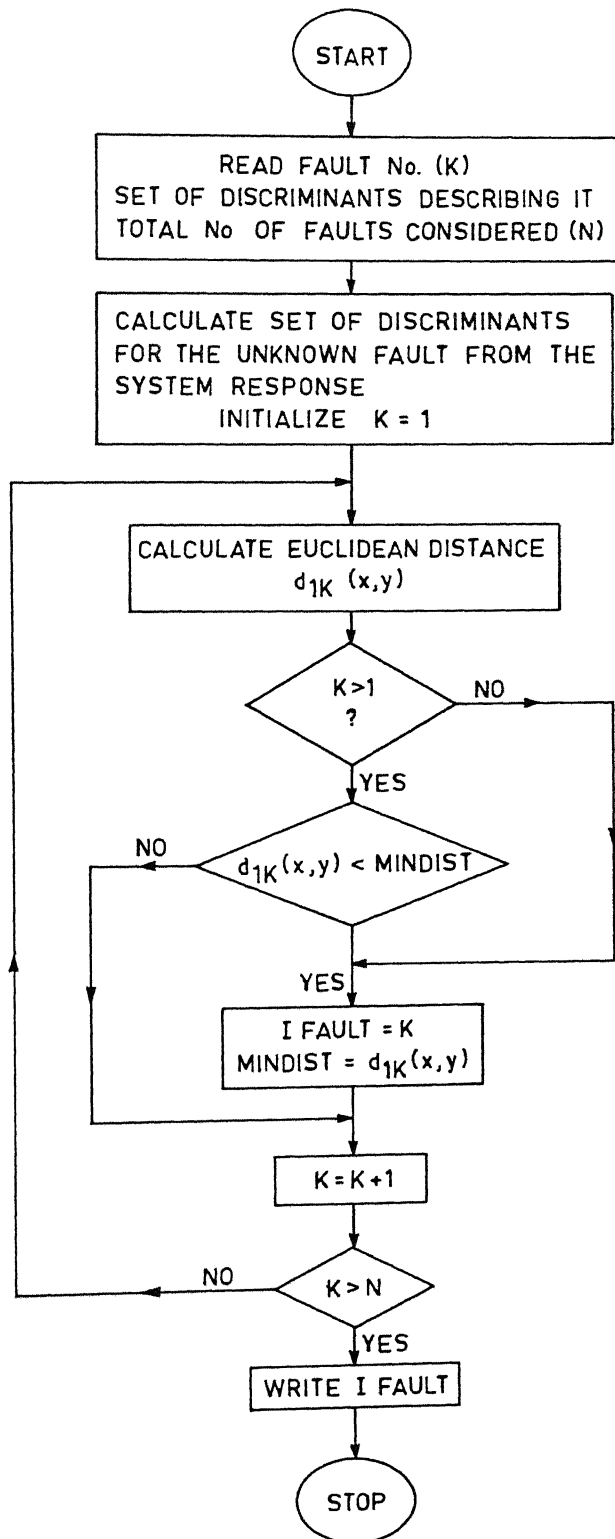 START
READ FAULT No. (K)
SET OF DISCRIMINANTS DESCRIBING IT
TOTAL No OF FAULTS CONSIDERED (N)
CALCULATE SET OF DISCRIMINANTS
FOR THE UNKNOWN FAULT FROM THE
SYSTEM RESPONSE
INITIALIZE K = 1
CALCULATE EUCLIDEAN DISTANCE
d1K (x,y)
K>1
?
NO
YES
NO
d1K(x,y) < MINDIST
YES
I FAULT = K
MINDIST = d1K(x,y)
K = K+1
NO
K>N
YES
WRITE I FAULT
STOP